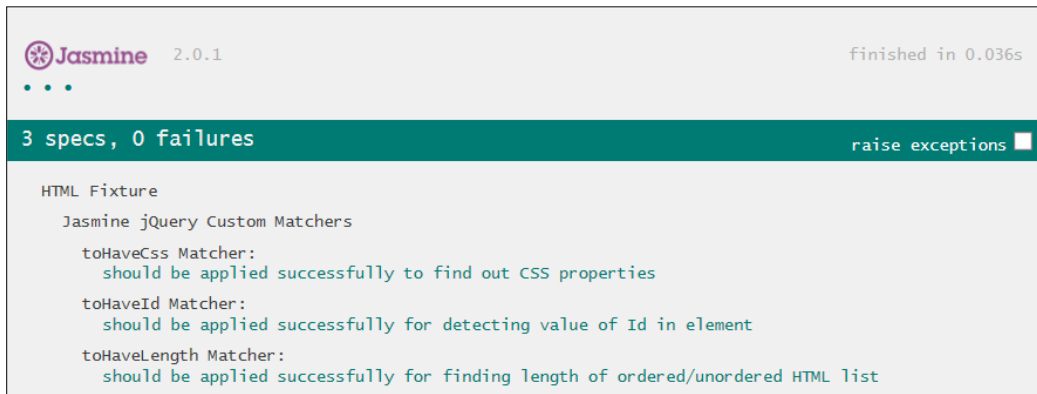 Jasmine 2.0.1 finished in 0.036s
3 specs, 0 failures raise exceptions
HTML Fixture
Jasmine jQuery Custom Matchers
toHaveCss Matcher:
should be applied successfully to find out CSS properties
toHaveId Matcher:
should be applied successfully for detecting value of Id in element
toHaveLength Matcher:
should be applied successfully for finding length of ordered/unordered HTML list